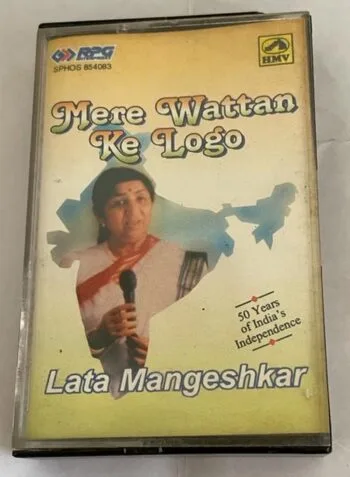 RPG
SPHOS 854083
HMV
Mere Wattan
Ke Logo
50 Years
of India's
Independence
Lata Mangeshkar